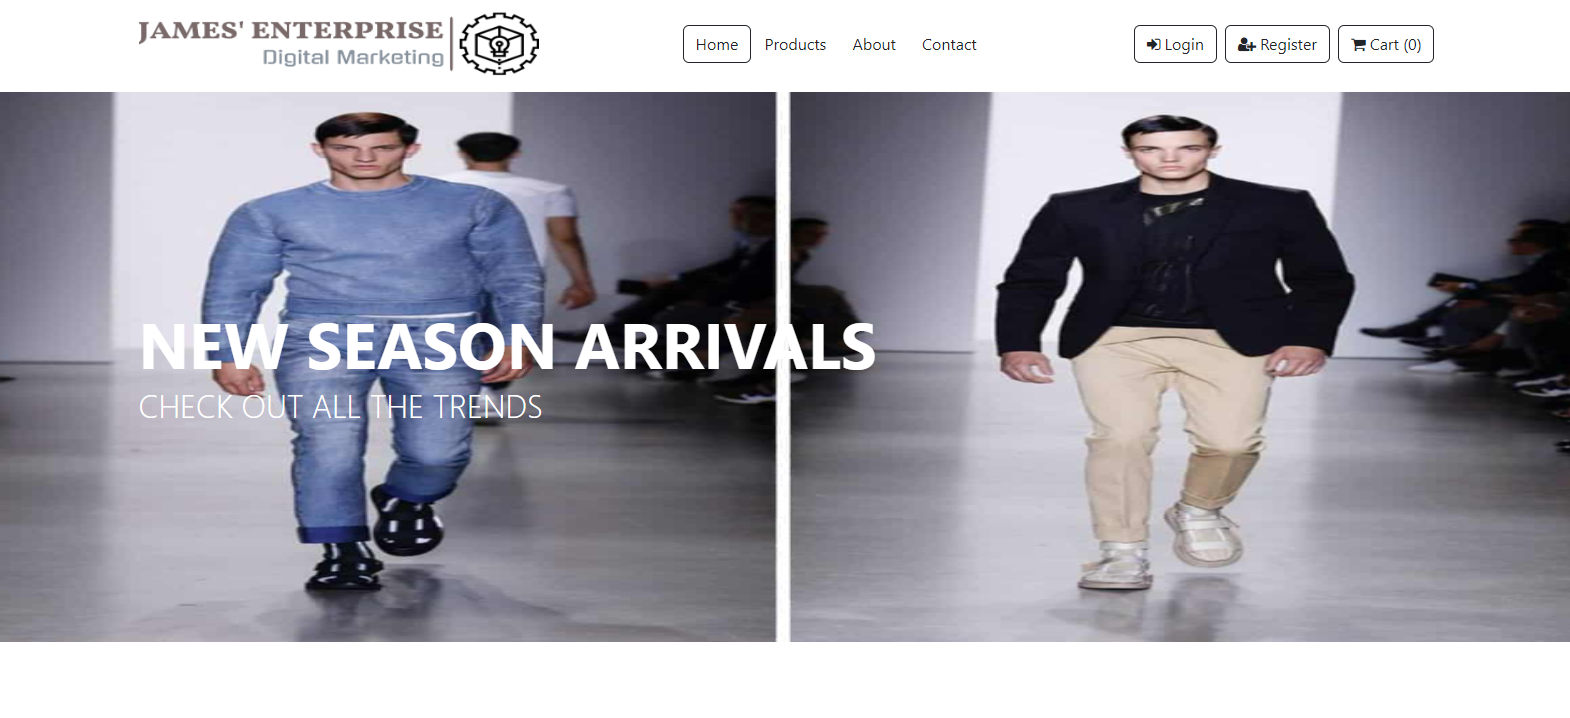 JAMES' ENTERPRISE
Digital Marketing
Home Products About Contact
Login Register Cart (0)
NEW SEASON ARRIVALS
CHECK OUT ALL THE TRENDS